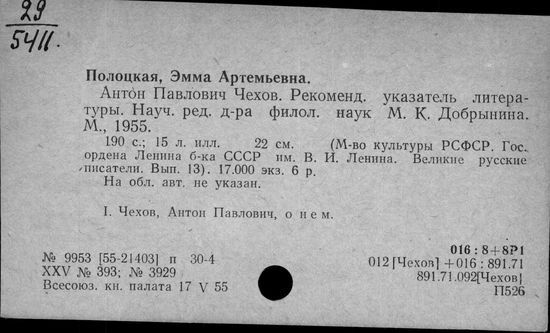 29
5411.
Полоцкая, Эмма Артемьевна.
Антон Павлович Чехов. Рекоменд. указатель литера-
туры. Науч. ред. д-ра филол. наук М. К. Добрынина.
М., 1955.
190 с.; 15 л. илл. 22 см. (М-во культуры РСФСР. Гос.
ордена Ленина б-ка СССР им. В. И. Ленина. Великие русские
писатели. Вып. 13). 17.000 экз. 6 р.
На обл. авт. не указан.
I. Чехов, Антон Павлович, о нем.
016 : 8+8Р1
№ 9953 [55-21403] п 30-4 012 [Чехов] +016 : 891.71
XXV № 393; № 3929 891.71.092[Чехов]
Всесоюз. кн. палата 17 V 55 П526